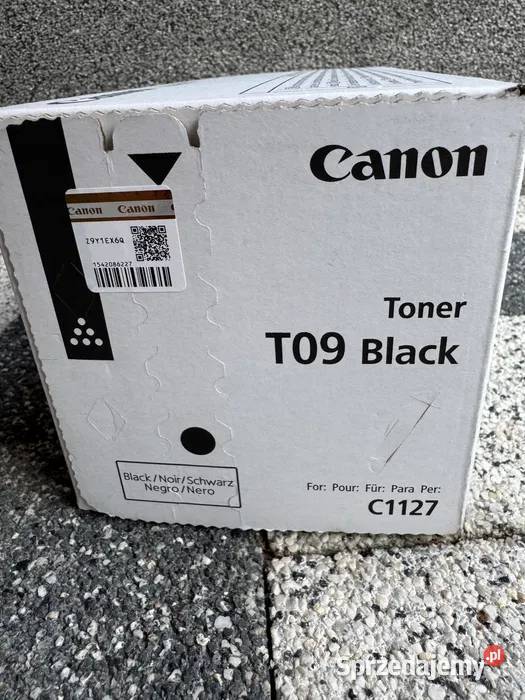 Canon
Canon Canon C
Z9Y1EX6Q
1542086227
Toner
T09 Black
Black/Noir/Schwarz
Negro/Nero
For: Pour: Für: Para Per:
C1127
Sprzedajemy.pl